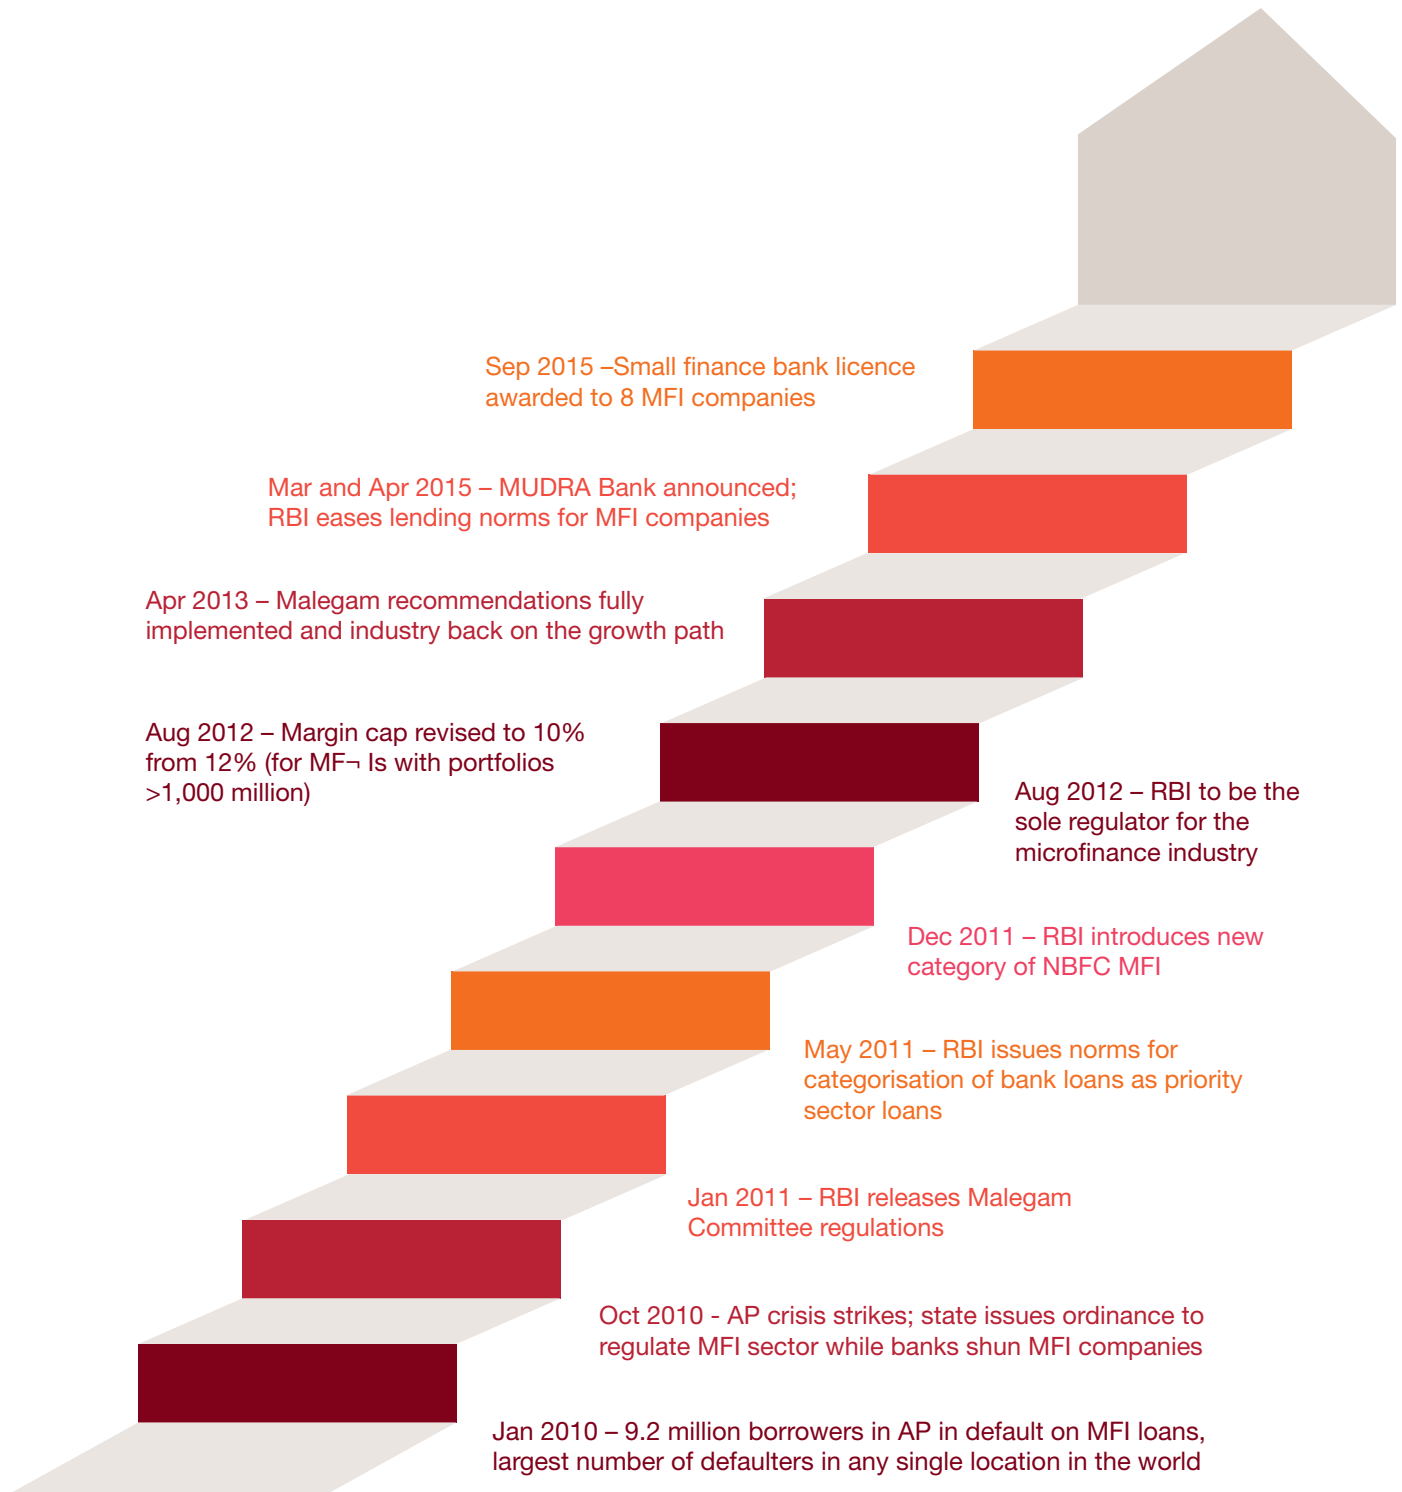 Sep 2015 –Small finance bank licence
awarded to 8 MFI companies
Mar and Apr 2015 – MUDRA Bank announced;
RBI eases lending norms for MFI companies
Apr 2013 – Malegam recommendations fully
implemented and industry back on the growth path
Aug 2012 – Margin cap revised to 10%
from 12% (for MF¬ Is with portfolios
>1,000 million)
Aug 2012 – RBI to be the
sole regulator for the
microfinance industry
Dec 2011 – RBI introduces new
category of NBFC MFI
May 2011 – RBI issues norms for
categorisation of bank loans as priority
sector loans
Jan 2011 – RBI releases Malegam
Committee regulations
Oct 2010 - AP crisis strikes; state issues ordinance to
regulate MFI sector while banks shun MFI companies
Jan 2010 – 9.2 million borrowers in AP in default on MFI loans,
largest number of defaulters in any single location in the world